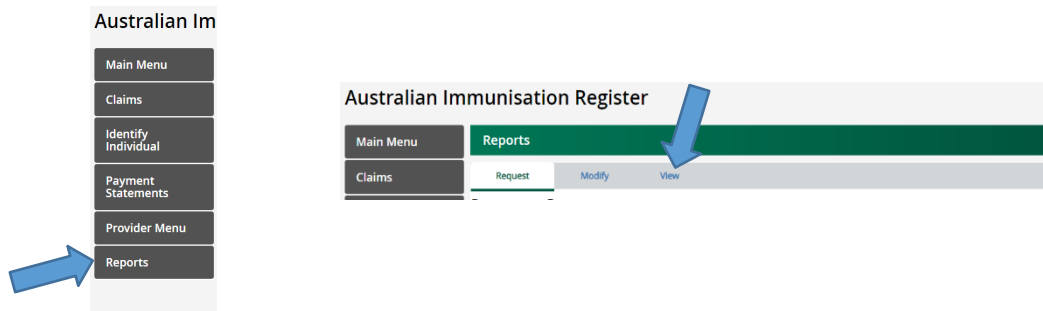 Australian Im
Main Menu
Claims
Identify
Individual
Payment
Statements
Provider Menu
Reports
Australian Immunisation Register
Main Menu
Reports
Claims
Request
Modify
View